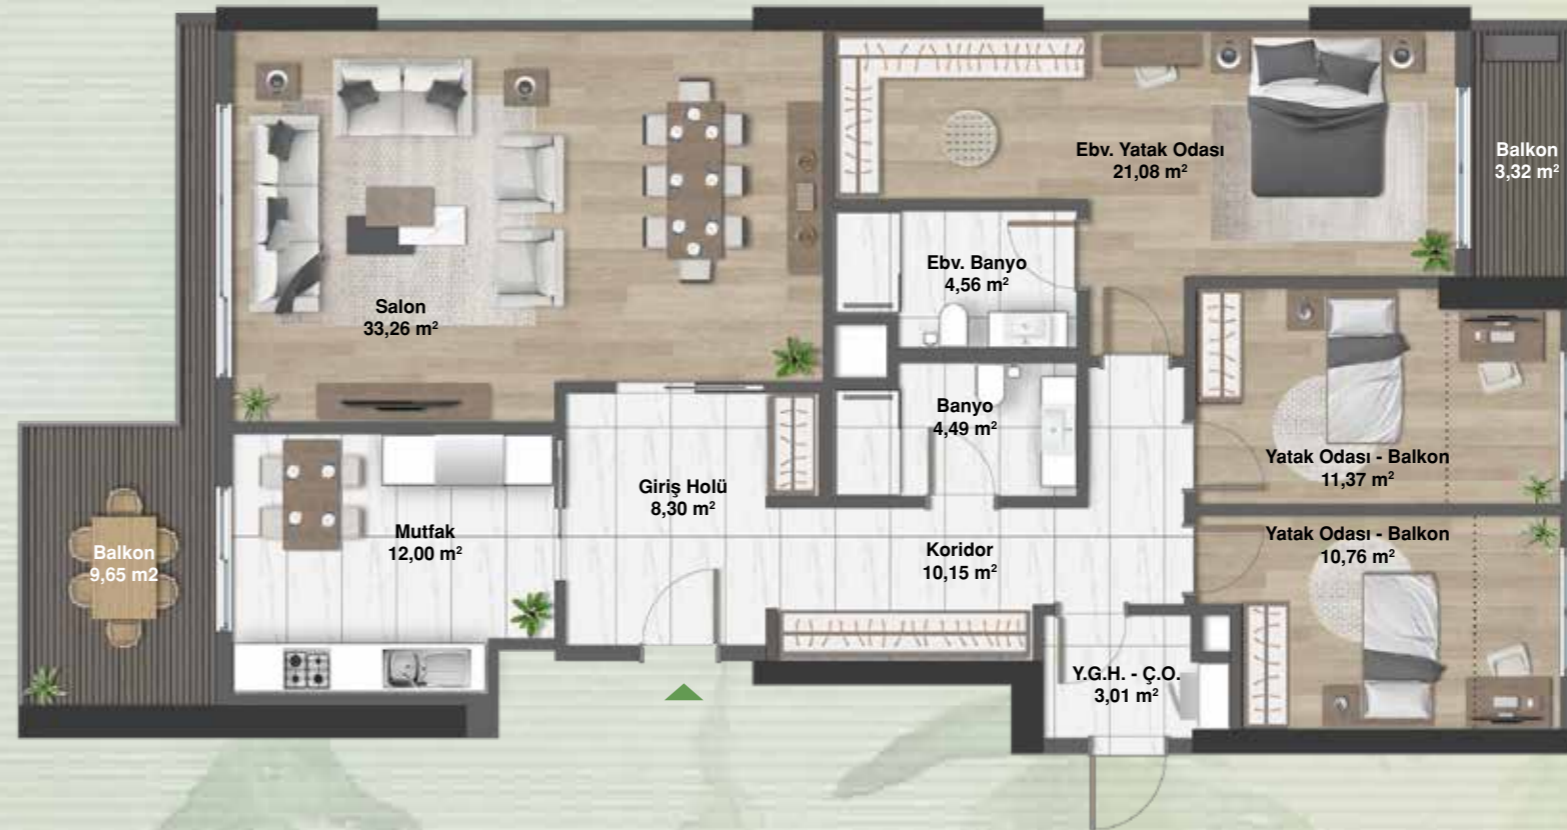 Salon
33,26 m²
Ebv. Yatak Odası
21,08 m²
Balkon
3,32 m²
Ebv. Banyo
4,56 m²
Banyo
4,49 m²
Yatak Odası - Balkon
11,37 m²
Giriş Holü
8,30 m²
Mutfak
12,00 m²
Balkon
9,65 m2
Koridor
10,15 m²
Yatak Odası - Balkon
10,76 m²
Y.G.H. - Ç.O.
3,01 m²